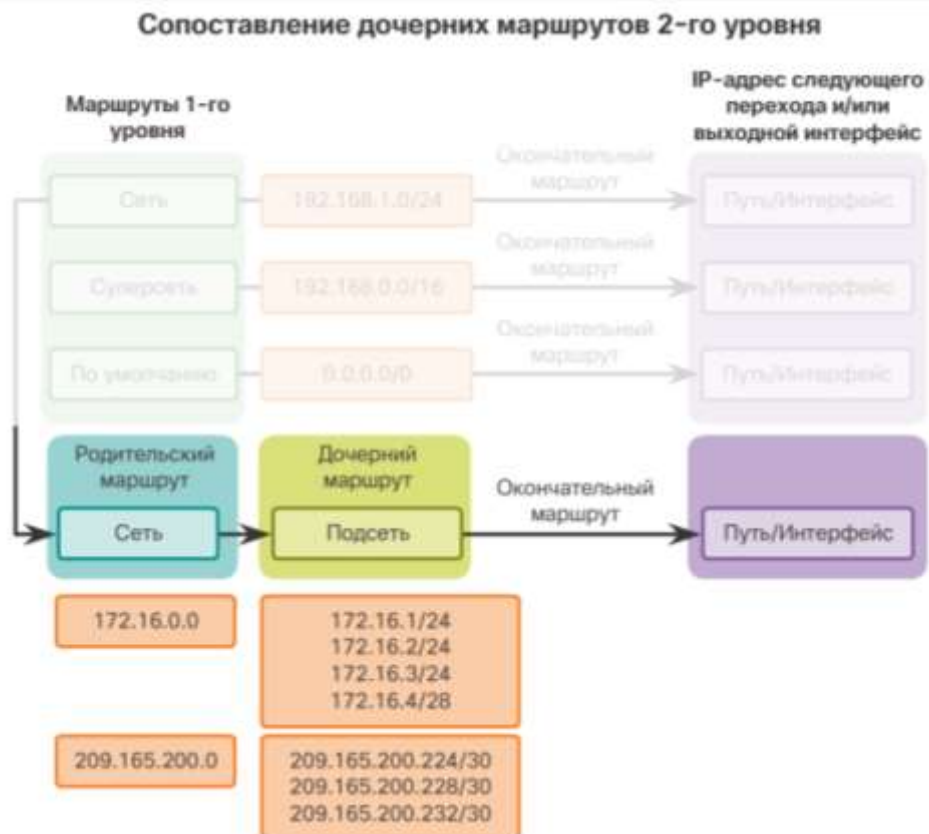 Сопоставление дочерних маршрутов 2-го уровня
Маршруты 1-го
уровня
IP-адрес следующего
перехода и/или
выходной интерфейс
Сеть
192.168.1.0/24
Окончательный
маршрут
Путь/Интерфейс
Суперсеть
192.168.0.0/16
Окончательный
маршрут
Путь/Интерфейс
По умолчанию
0.0.0.0/0
Окончательный
маршрут
Путь/Интерфейс
Родительский
маршрут
Сеть
Дочерний
маршрут
Подсеть
Окончательный
маршрут
Путь/Интерфейс
172.16.0.0
172.16.1/24
172.16.2/24
172.16.3/24
172.16.4/28
209.165.200.0
209.165.200.224/30
209.165.200.228/30
209.165.200.232/30